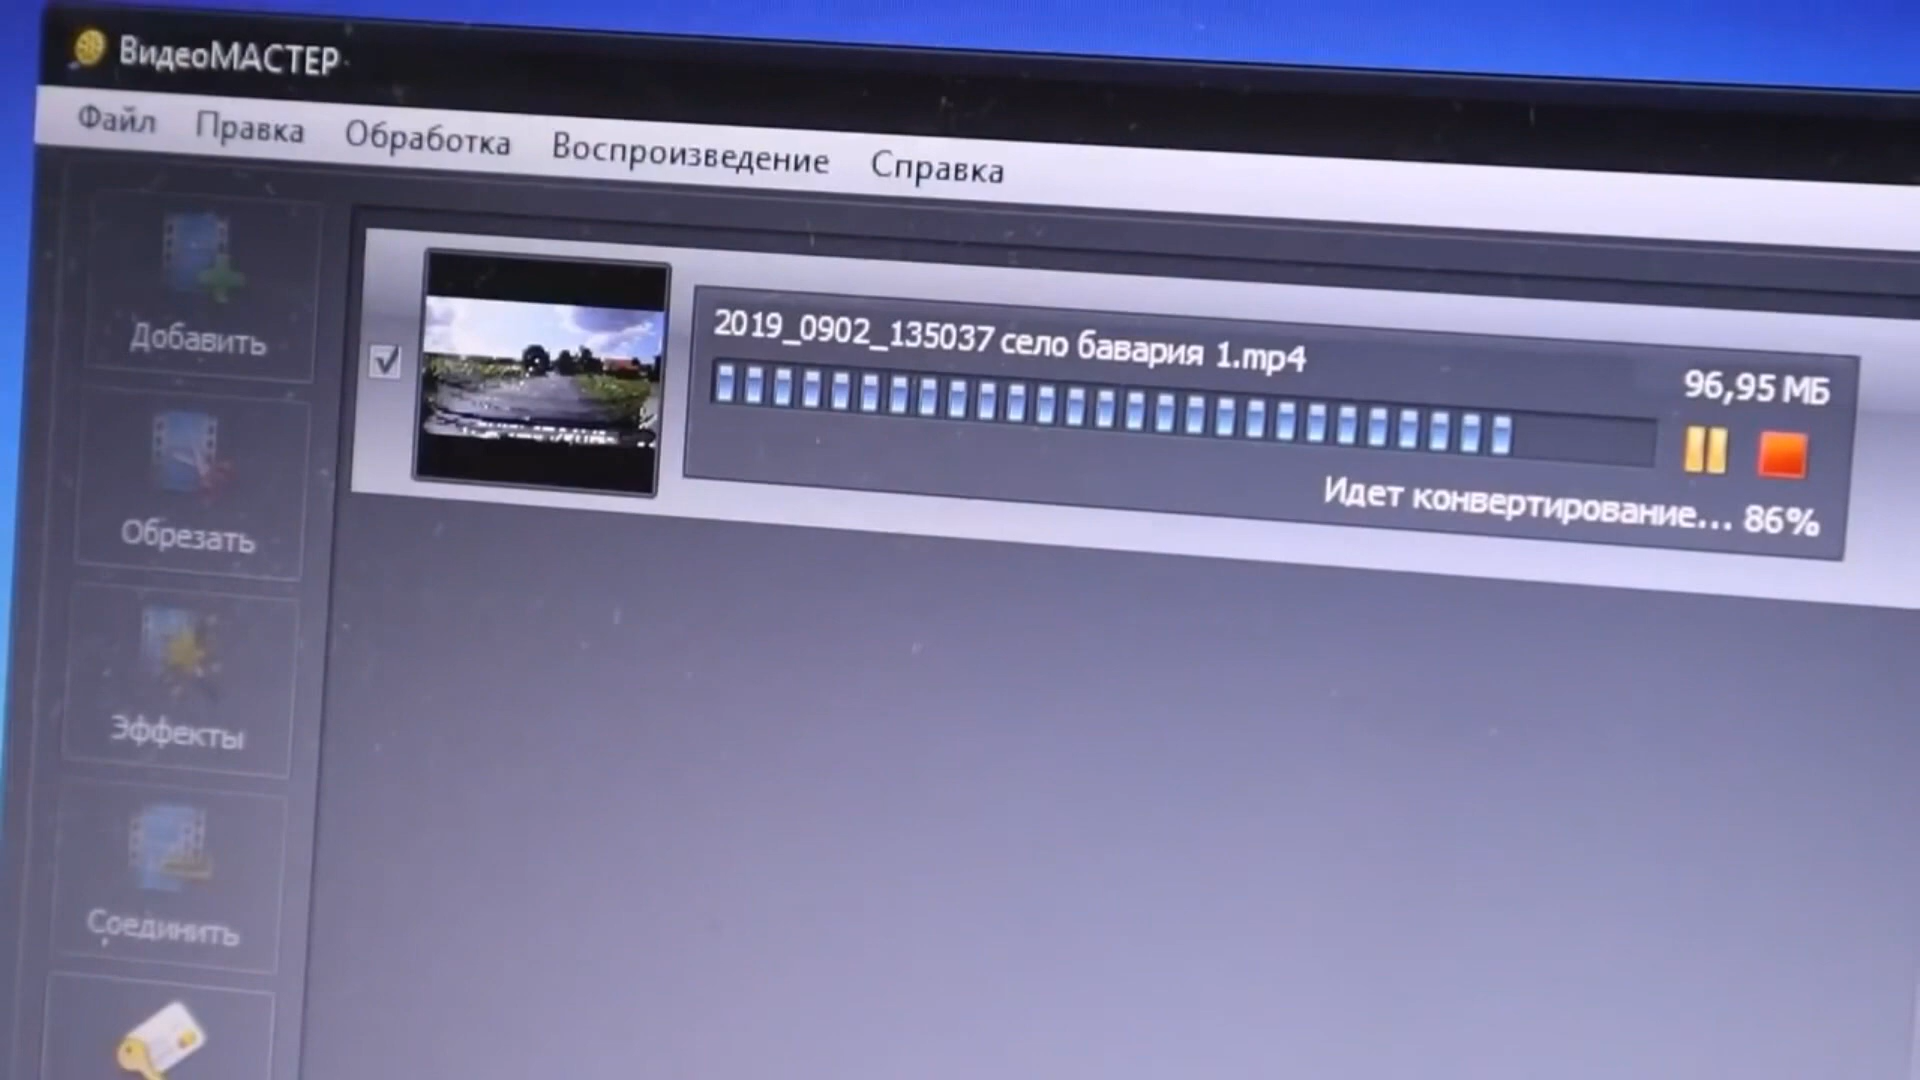 ВидеоМАСТЕР
Файл Правка Обработка Воспроизведение Справка
Добавить
2019_0902_135037 село бавария 1.mp4
96,95 МБ
Идет конвертирование... 86%
Обрезать
Эффекты
Соединить